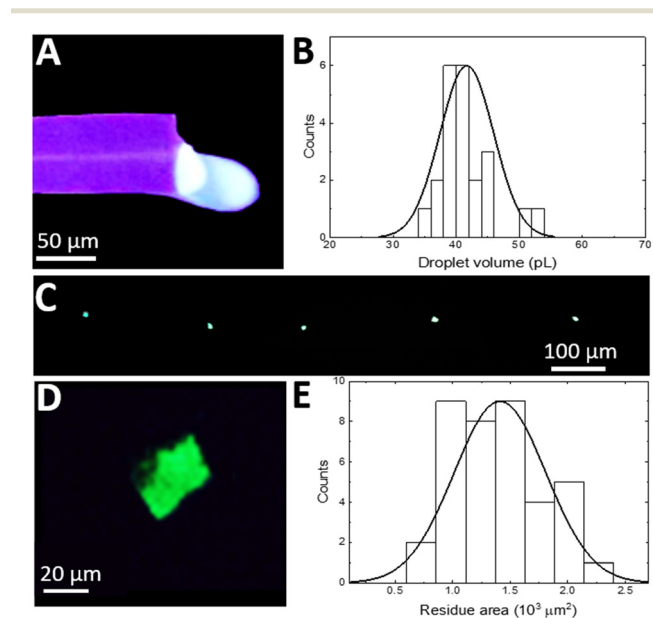 A
50 µm
B
Counts
6
4
2
0
20 30 40 50 60 70
Droplet volume (pL)
C
100 µm
D
20 µm
E
Counts
10
8
6
4
2
0
0.5 1.0 1.5 2.0 2.5
Residue area (10³ µm²)